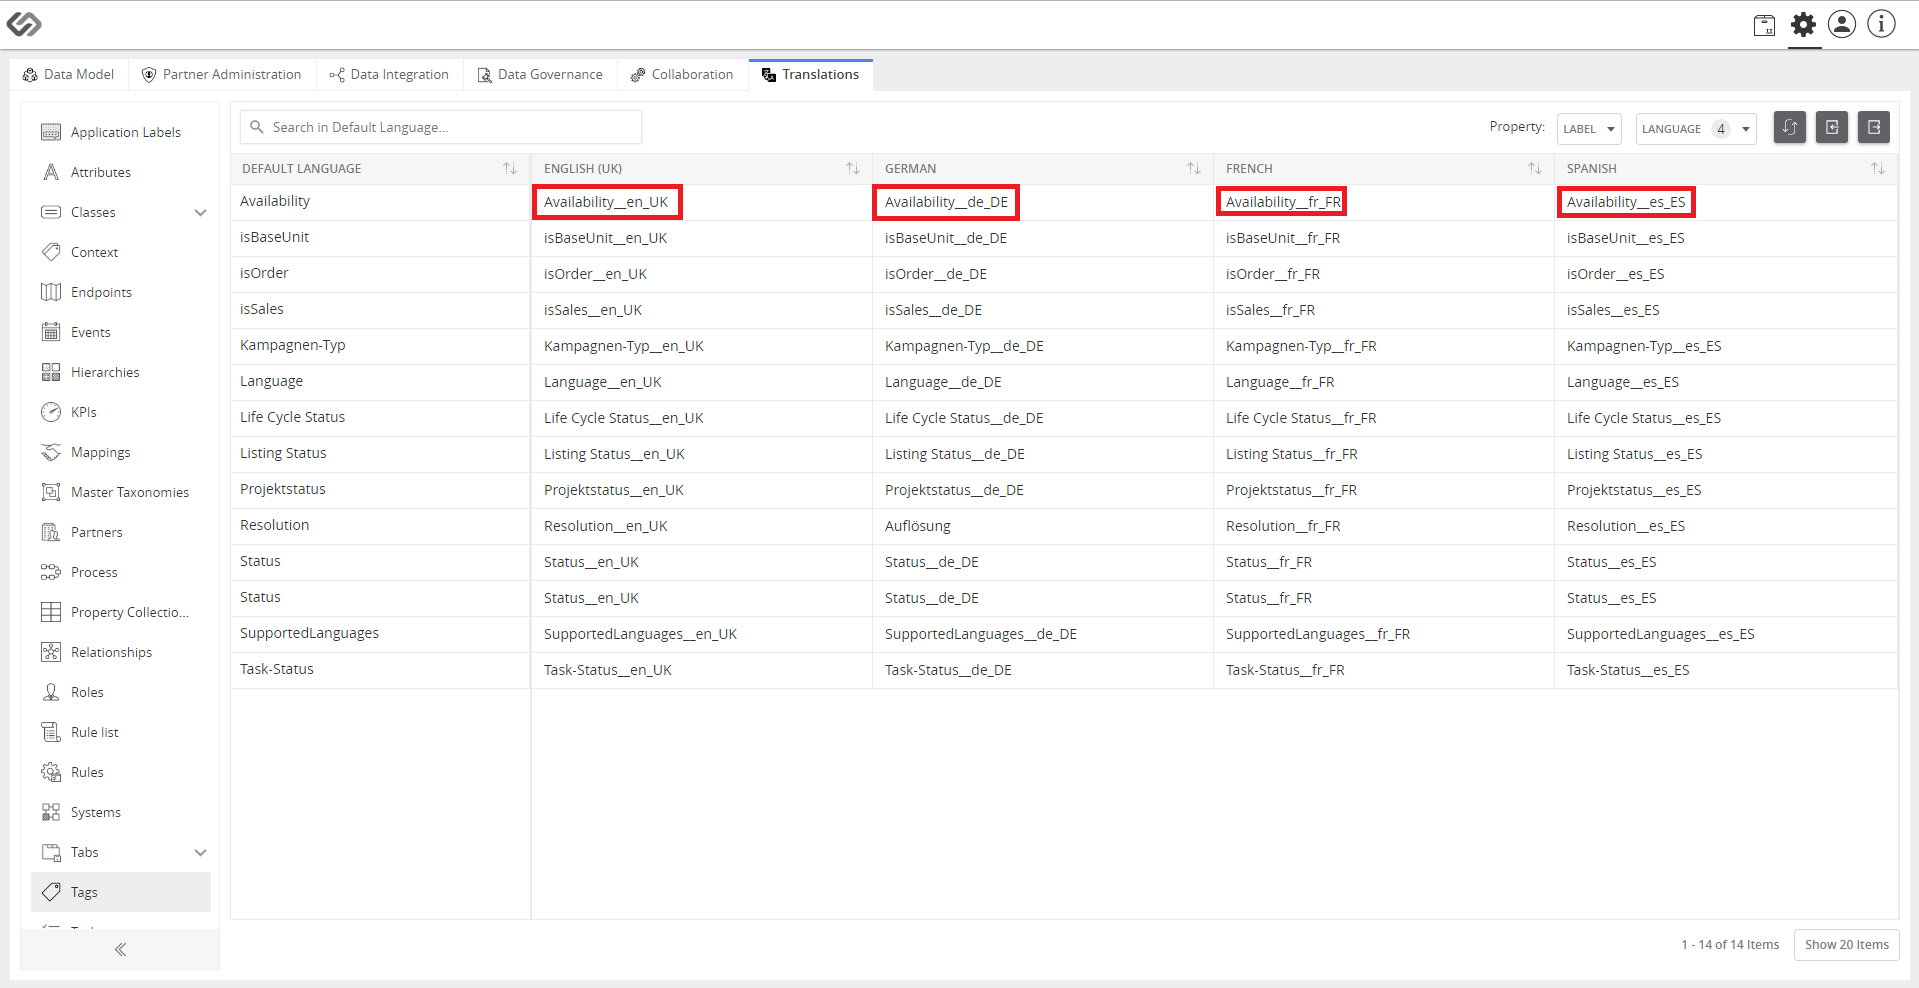 Data Model Partner Administration Data Integration Data Governance Collaboration Translations
Application Labels
Attributes
Classes
Context
Endpoints
Events
Hierarchies
KPIs
Mappings
Master Taxonomies
Partners
Process
Property Collectio...
Relationships
Roles
Rule list
Rules
Systems
Tabs
Tags
Search in Default Language... Property: LABEL LANGUAGE 4
DEFAULT LANGUAGE ENGLISH (UK) GERMAN FRENCH SPANISH
Availability Availability__en_UK Availability__de_DE Availability__fr_FR Availability__es_ES
isBaseUnit isBaseUnit__en_UK isBaseUnit__de_DE isBaseUnit__fr_FR isBaseUnit__es_ES
isOrder isOrder__en_UK isOrder__de_DE isOrder__fr_FR isOrder__es_ES
isSales isSales__en_UK isSales__de_DE isSales__fr_FR isSales__es_ES
Kampagnen-Typ Kampagnen-Typ__en_UK Kampagnen-Typ__de_DE Kampagnen-Typ__fr_FR Kampagnen-Typ__es_ES
Language Language__en_UK Language__de_DE Language__fr_FR Language__es_ES
Life Cycle Status Life Cycle Status__en_UK Life Cycle Status__de_DE Life Cycle Status__fr_FR Life Cycle Status__es_ES
Listing Status Listing Status__en_UK Listing Status__de_DE Listing Status__fr_FR Listing Status__es_ES
Projektstatus Projektstatus__en_UK Projektstatus__de_DE Projektstatus__fr_FR Projektstatus__es_ES
Resolution Resolution__en_UK Auflösung Resolution__fr_FR Resolution__es_ES
Status Status__en_UK Status__de_DE Status__fr_FR Status__es_ES
Status Status__en_UK Status__de_DE Status__fr_FR Status__es_ES
SupportedLanguages SupportedLanguages__en_UK SupportedLanguages__de_DE SupportedLanguages__fr_FR SupportedLanguages__es_ES
Task-Status Task-Status__en_UK Task-Status__de_DE Task-Status__fr_FR Task-Status__es_ES
1 - 14 of 14 Items Show 20 Items